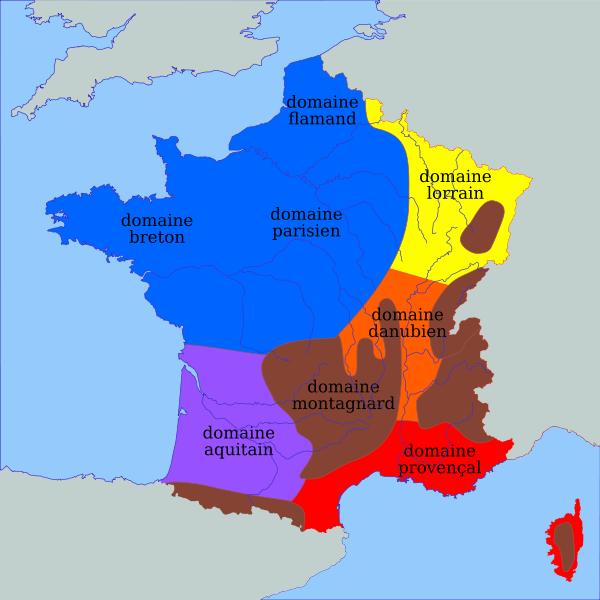 domaine
flamand
domaine
lorrain
domaine
breton
domaine
parisien
domaine
danubien
domaine
montagnard
domaine
aquitain
domaine
provençal